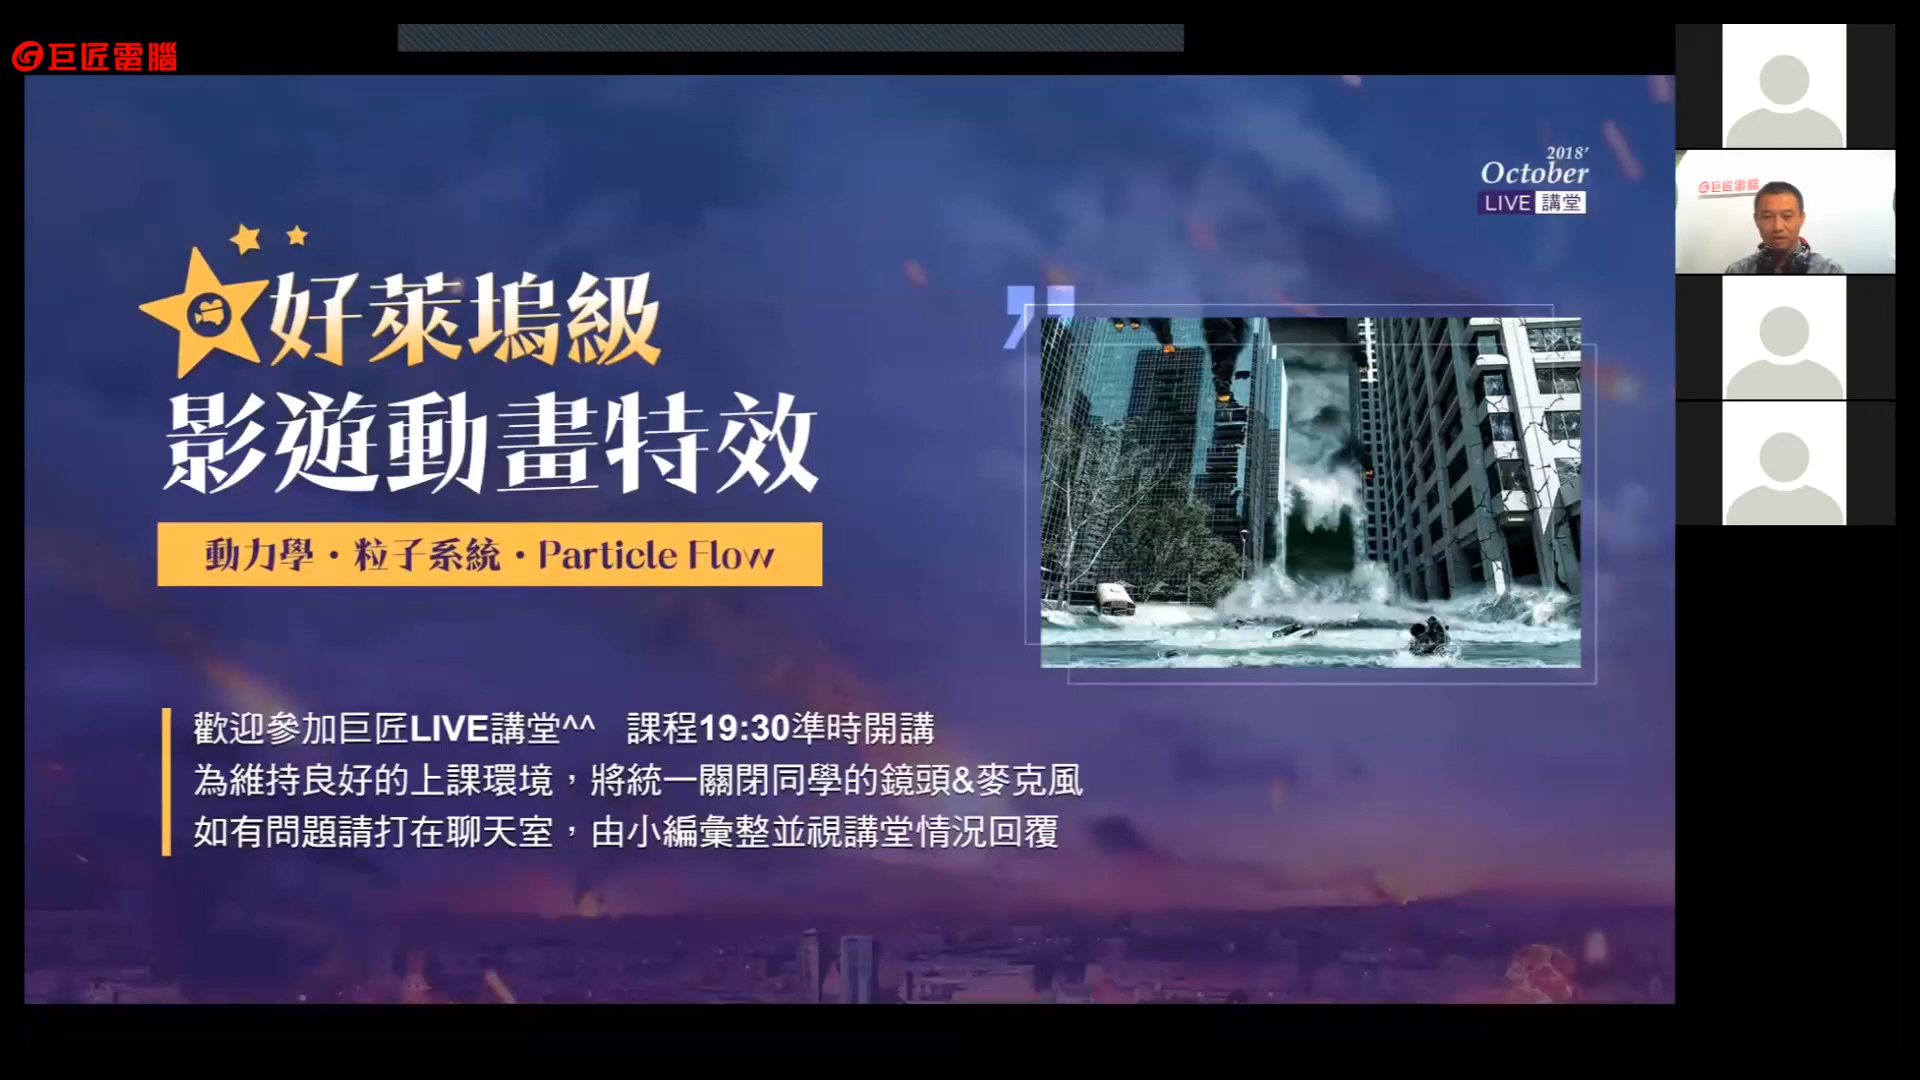 巨匠電腦
2018'
October
LIVE 講堂
好萊塢級
影遊動畫特效
動力學・粒子系統・Particle Flow
歡迎參加巨匠LIVE講堂^^ 課程19:30準時開講
為維持良好的上課環境，將統一關閉同學的鏡頭&麥克風
如有問題請打在聊天室，由小編彙整並視講堂情況回覆
巨匠電腦